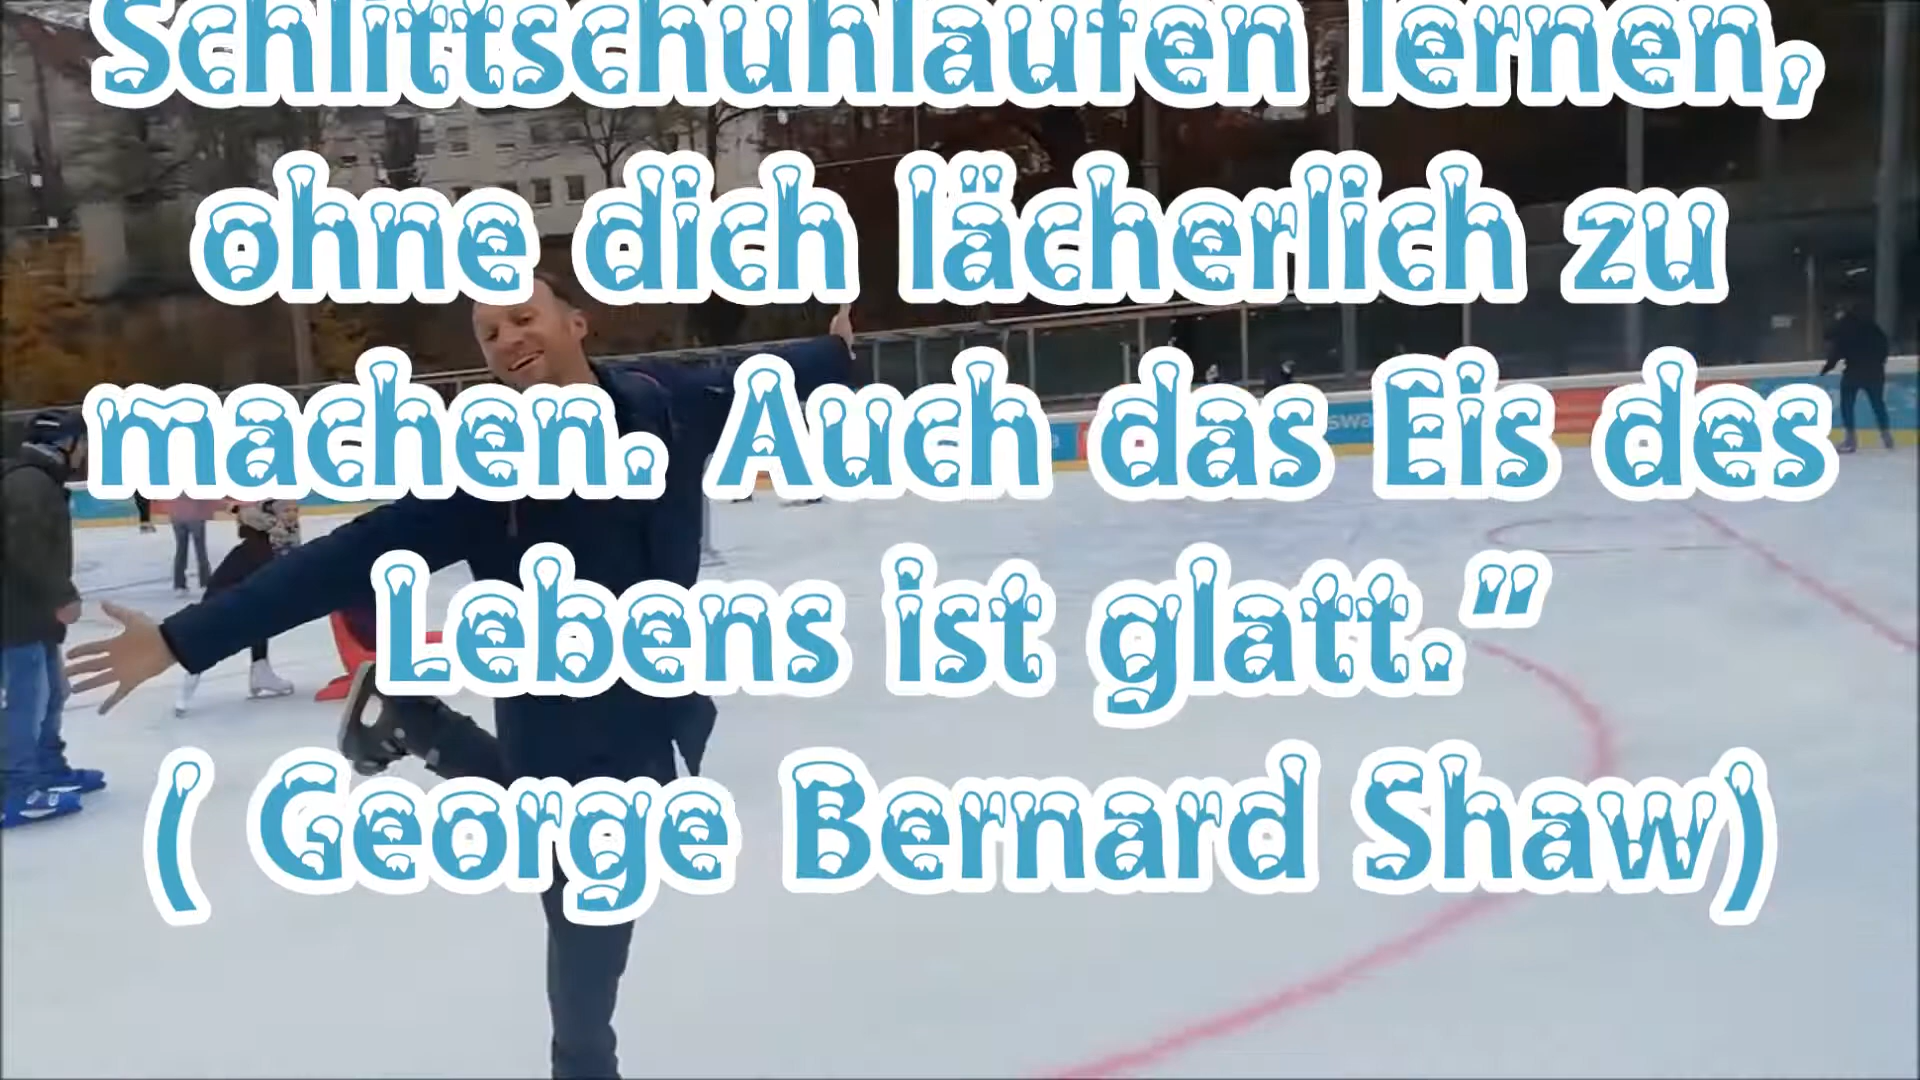 Schlittschuhlaufen lernen,
ohne dich lächerlich zu
machen. Auch das Eis des
Lebens ist glatt.“
( George Bernard Shaw)